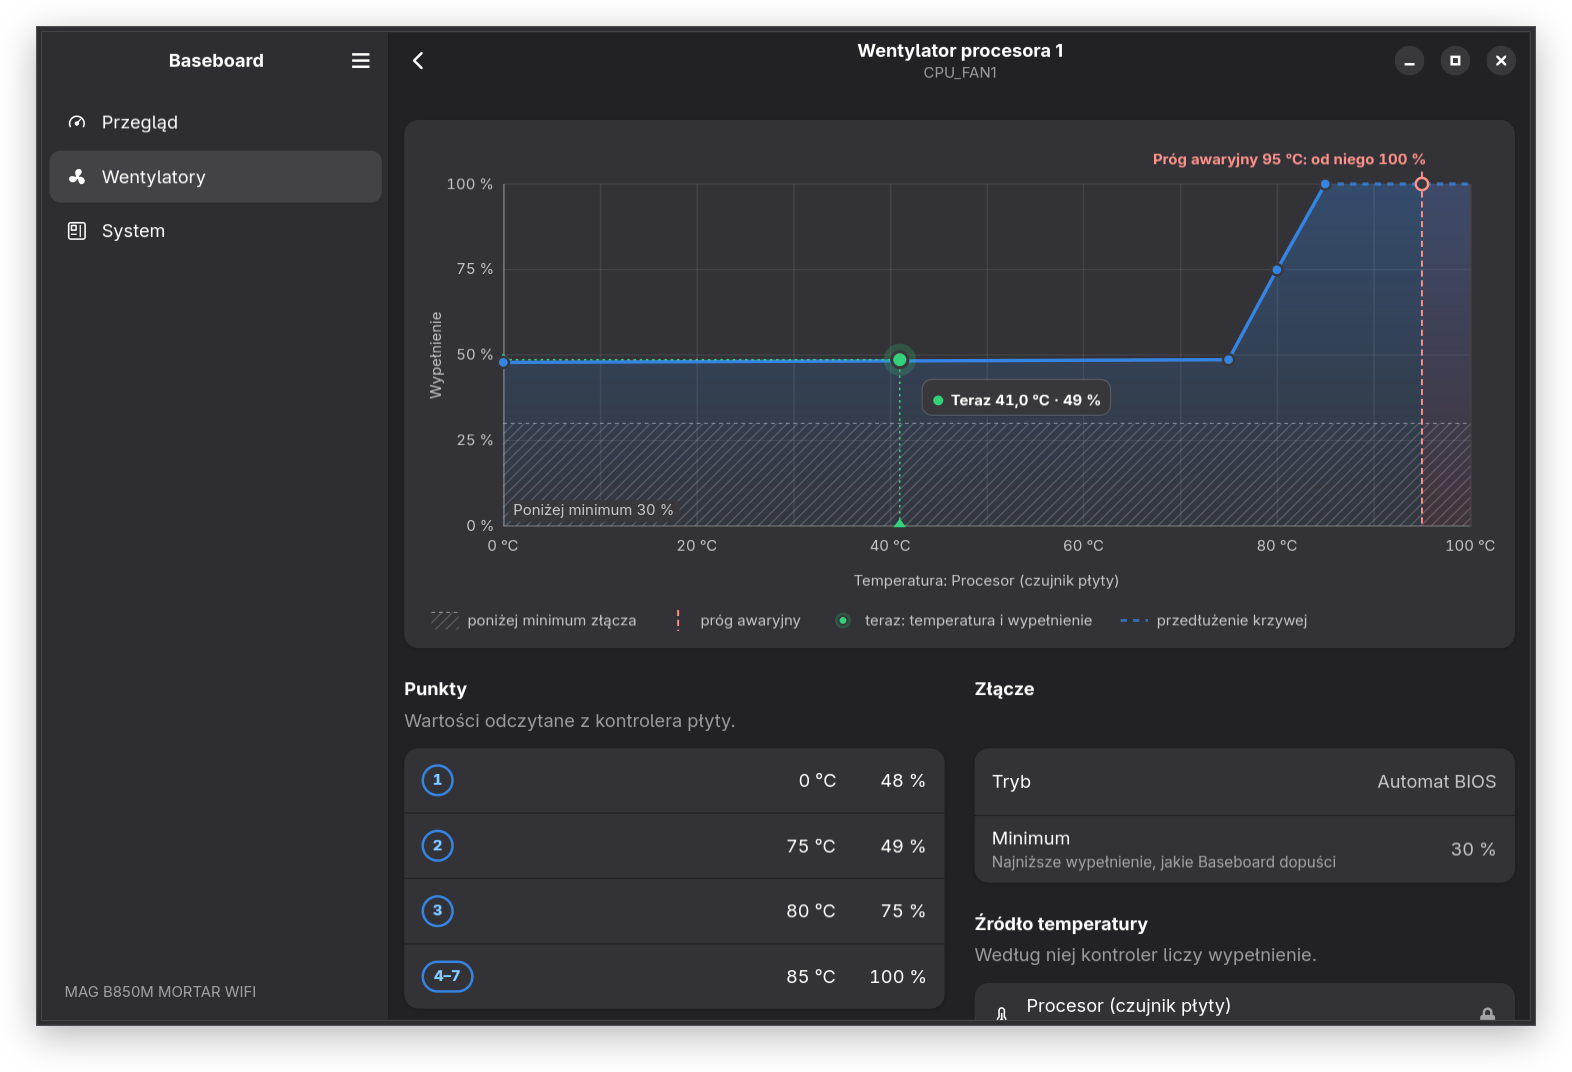 Baseboard
Przegląd
Wentylatory
System
MAG B850M MORTAR WIFI
Wentylator procesora 1
CPU_FAN1
Próg awaryjny 95 °C: od niego 100 %
100 %
75 %
50 %
25 %
0 %
Wypełnienie
Teraz 41,0 °C · 49 %
Poniżej minimum 30 %
0 °C
20 °C
40 °C
60 °C
80 °C
100 °C
Temperatura: Procesor (czujnik płyty)
poniżej minimum złącza
próg awaryjny
teraz: temperatura i wypełnienie
przedłużenie krzywej
Punkty
Wartości odczytane z kontrolera płyty.
1 0 °C 48 %
2 75 °C 49 %
3 80 °C 75 %
4–7 85 °C 100 %
Złącze
Tryb Automat BIOS
Minimum
Najniższe wypełnienie, jakie Baseboard dopuści
30 %
Źródło temperatury
Według niej kontroler liczy wypełnienie.
Procesor (czujnik płyty)